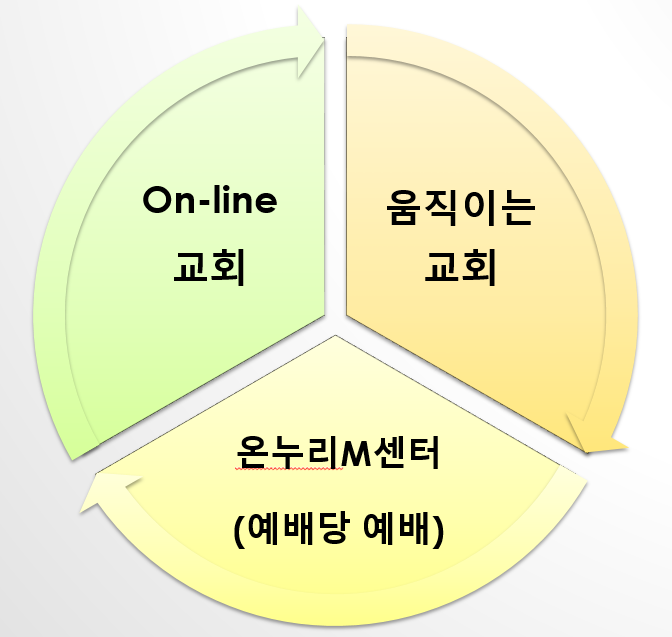 On-line
교회
움직이는
교회
온누리M센터
(예배당 예배)